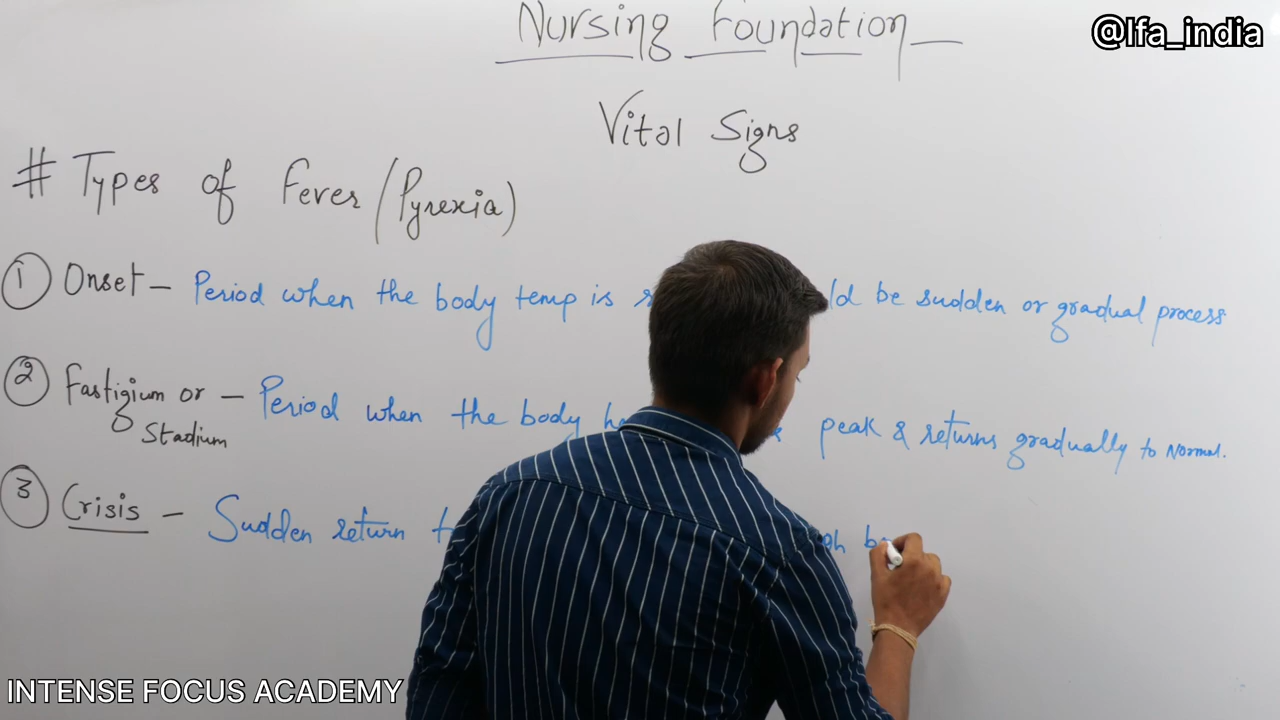 Nursing Foundation
@Ifa_india
Vital Signs
# Types of Fever/(Pyrexia)
① Onset - Period when the body temp is be sudden or gradual process
② Fastigium or - Period when the body peak & returns gradually to Normal.
Stadium
③ Crisis - Sudden return
INTENSE FOCUS ACADEMY